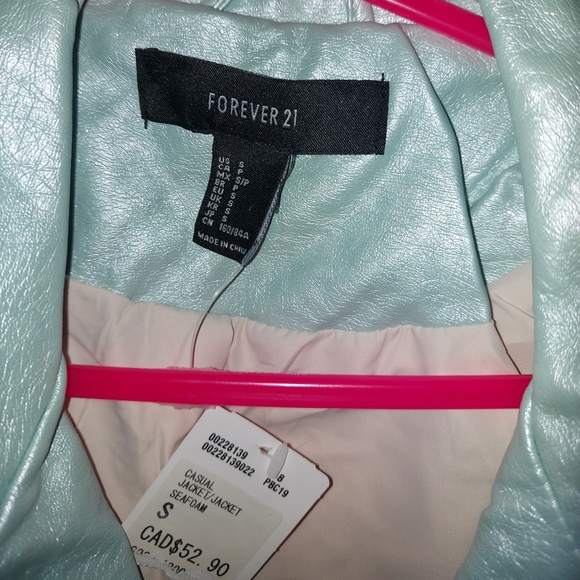 FOREVER 21
US S
CA P
MX S/P
BR P
EU S
UK S
KR S
JP S
CN 160/84A
MADE IN CHINA
00228139 B
00228139022 PBC19
CASUAL
JACKET/JACKET
SEAFOAM
S
CAD$52.90